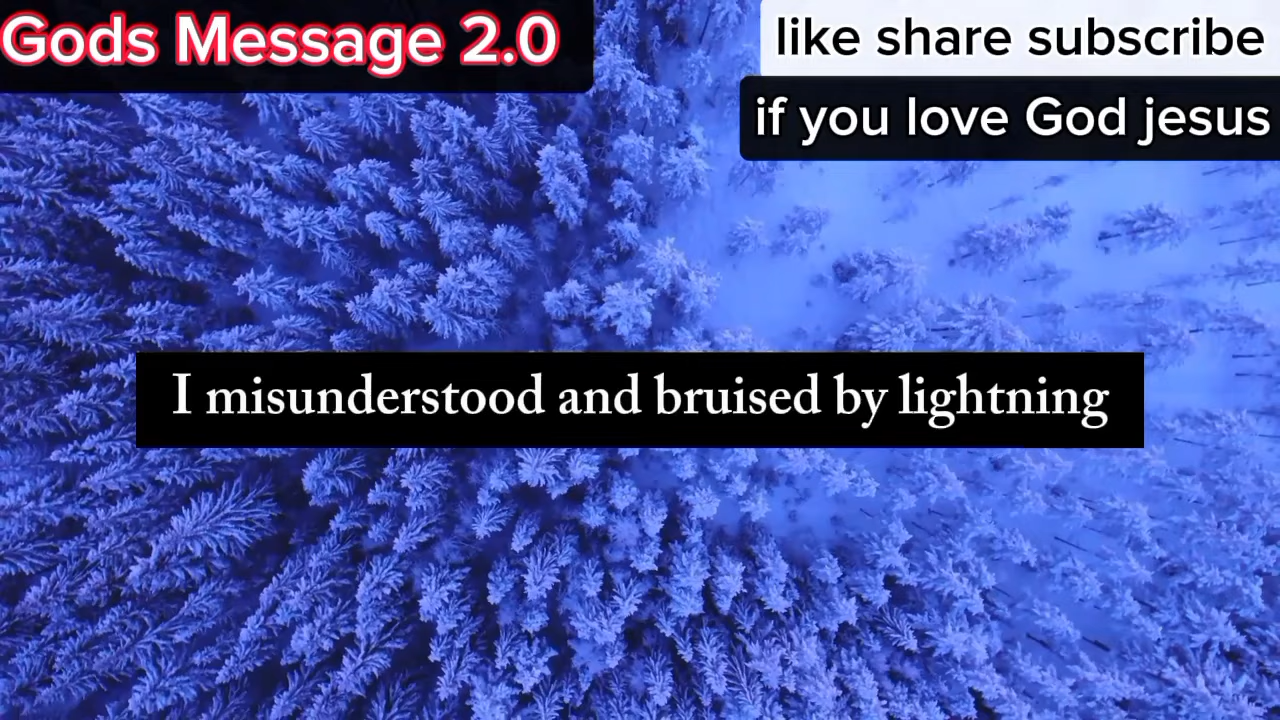 Gods Message 2.0
like share subscribe
if you love God jesus
I misunderstood and bruised by lightning